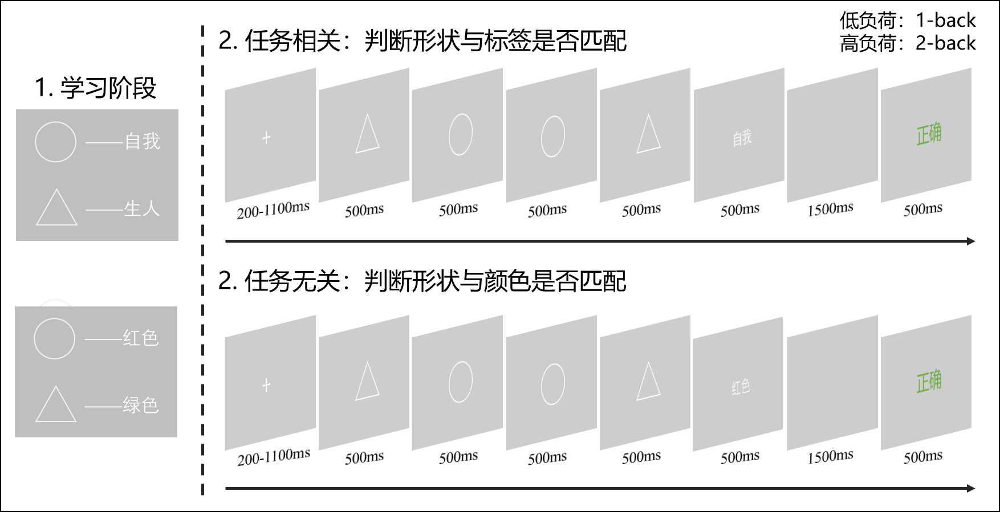 低负荷：1-back
高负荷：2-back
1. 学习阶段
——自我
——生人
——红色
——绿色
2. 任务相关：判断形状与标签是否匹配
+
自我
正确
200-1100ms
500ms
500ms
500ms
500ms
500ms
1500ms
500ms
2. 任务无关：判断形状与颜色是否匹配
+
红色
正确
200-1100ms
500ms
500ms
500ms
500ms
500ms
1500ms
500ms